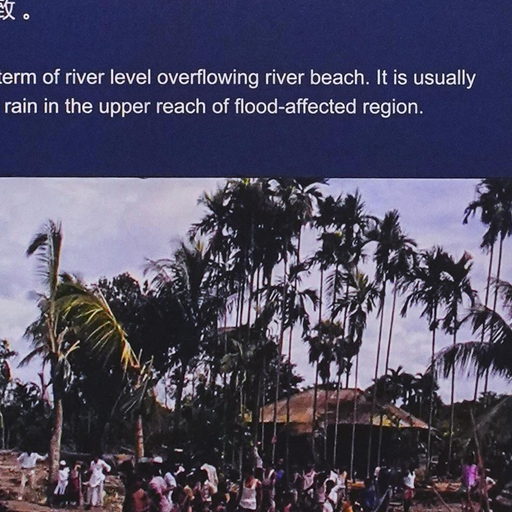 致。
term of river level overflowing river beach. It is usually
rain in the upper reach of flood-affected region.